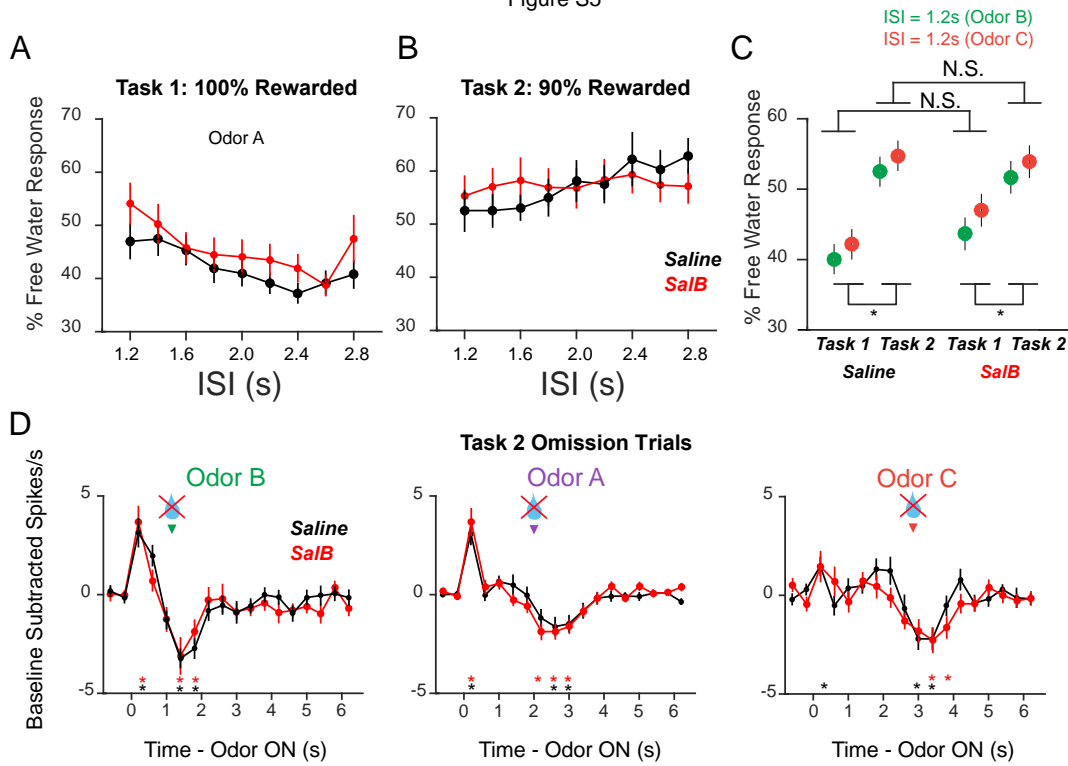 Figure S5
A
Task 1: 100% Rewarded
Odor A
% Free Water Response
70
60
50
40
30
1.2 1.6 2.0 2.4 2.8
ISI (s)
B
Task 2: 90% Rewarded
70
60
50
40
30
Saline
SalB
1.2 1.6 2.0 2.4 2.8
ISI (s)
C
ISI = 1.2s (Odor B)
ISI = 1.2s (Odor C)
N.S.
N.S.
% Free Water Response
60
50
40
30
* *
Task 1 Task 2 Task 1 Task 2
Saline SalB
D
Task 2 Omission Trials
Baseline Subtracted Spikes/s
Odor B
Saline
SalB
5
0
-5
* * *
* * *
0 1 2 3 4 5 6
Time - Odor ON (s)
Odor A
5
0
-5
* * * *
* * *
0 1 2 3 4 5 6
Time - Odor ON (s)
Odor C
5
0
-5
* *
* * *
0 1 2 3 4 5 6
Time - Odor ON (s)